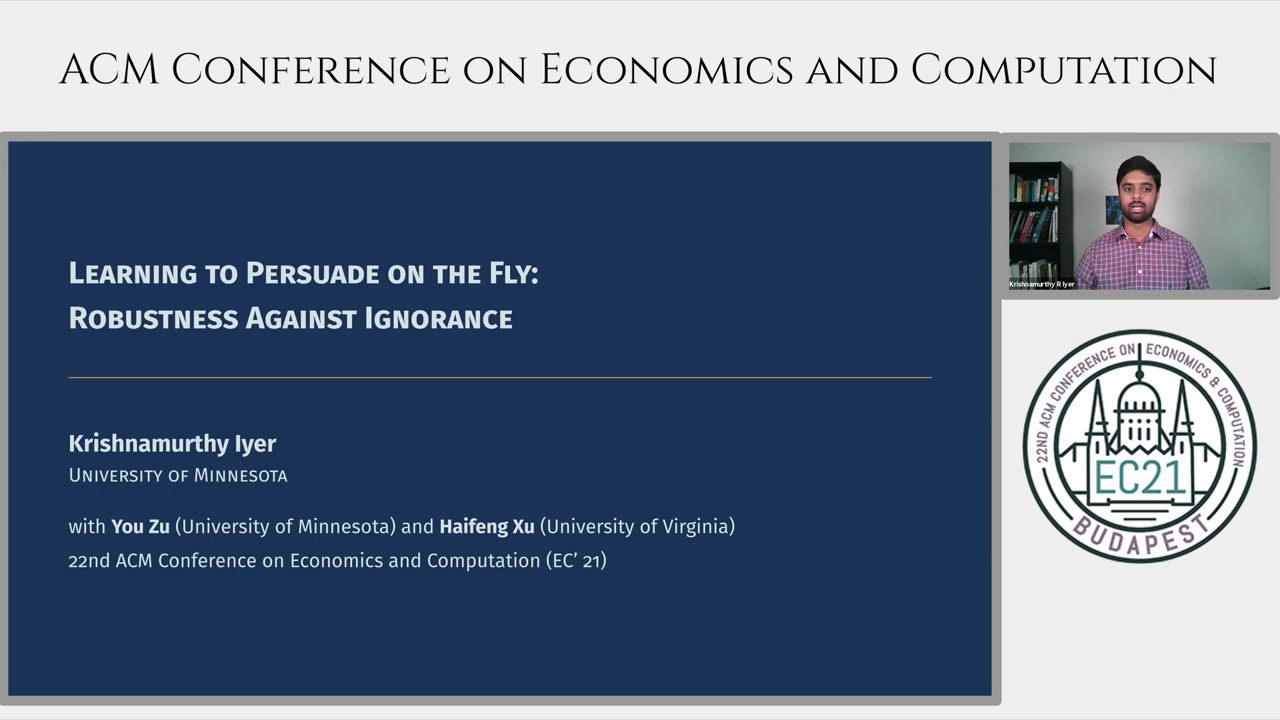 ACM Conference on Economics and Computation
Learning to Persuade on the Fly:
Robustness Against Ignorance
Krishnamurthy Iyer
University of Minnesota
with You Zu (University of Minnesota) and Haifeng Xu (University of Virginia)
22nd ACM Conference on Economics and Computation (EC' 21)
Krishnamurthy R Iyer
22ND ACM CONFERENCE ON ECONOMICS & COMPUTATION
EC21
BUDAPEST